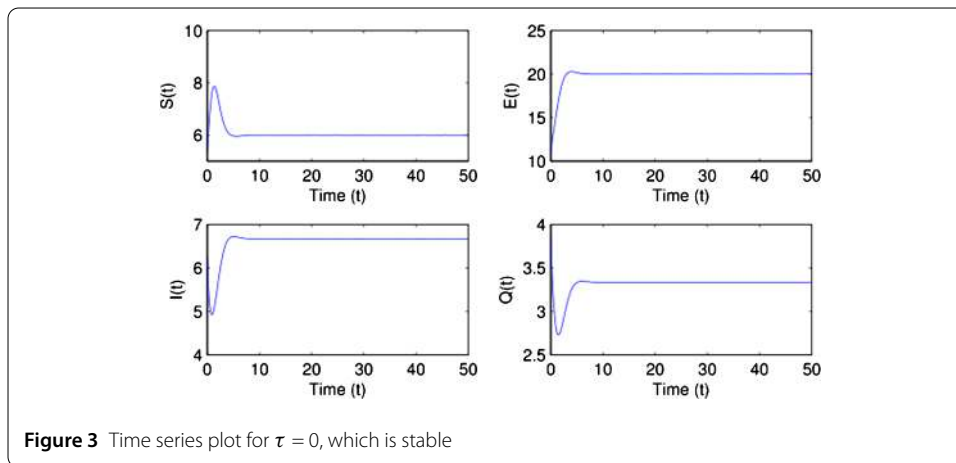 10
8
6
S(t)
0 10 20 30 40 50
Time (t)
25
20
15
10
E(t)
0 10 20 30 40 50
Time (t)
7
6
5
4
I(t)
0 10 20 30 40 50
Time (t)
4
3.5
3
2.5
Q(t)
0 10 20 30 40 50
Time (t)
Figure 3 Time series plot for τ = 0, which is stable